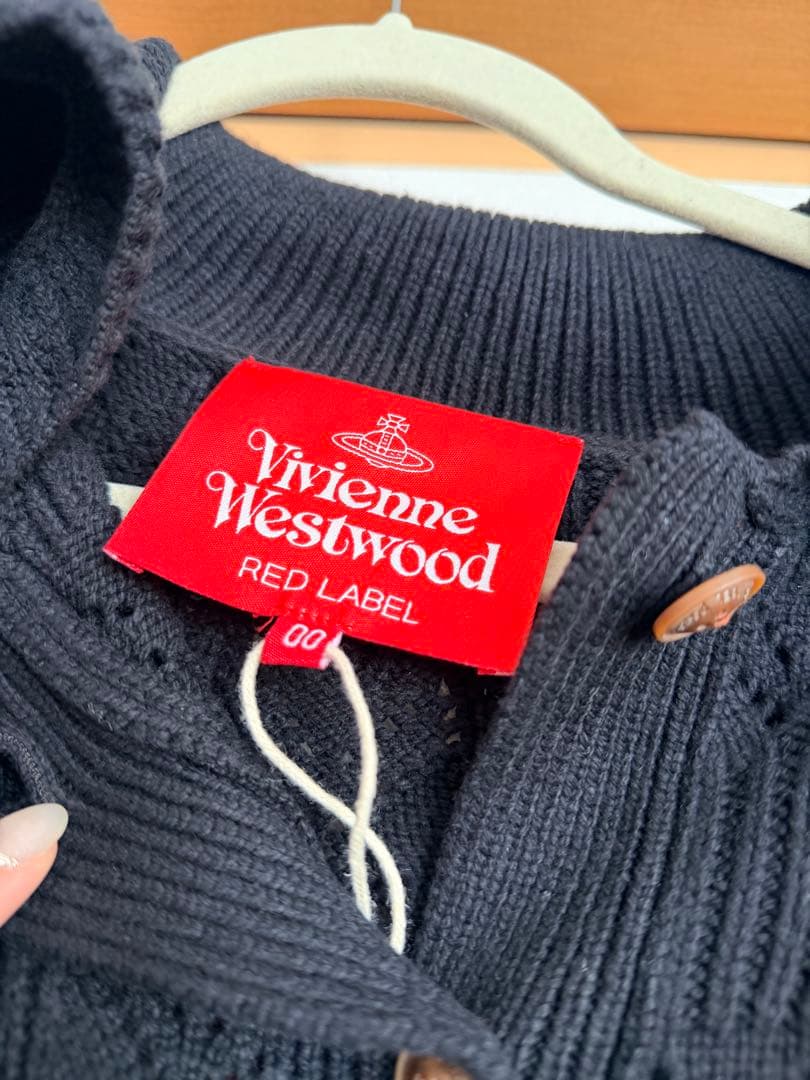 Vivienne
Westwood
RED LABEL
00